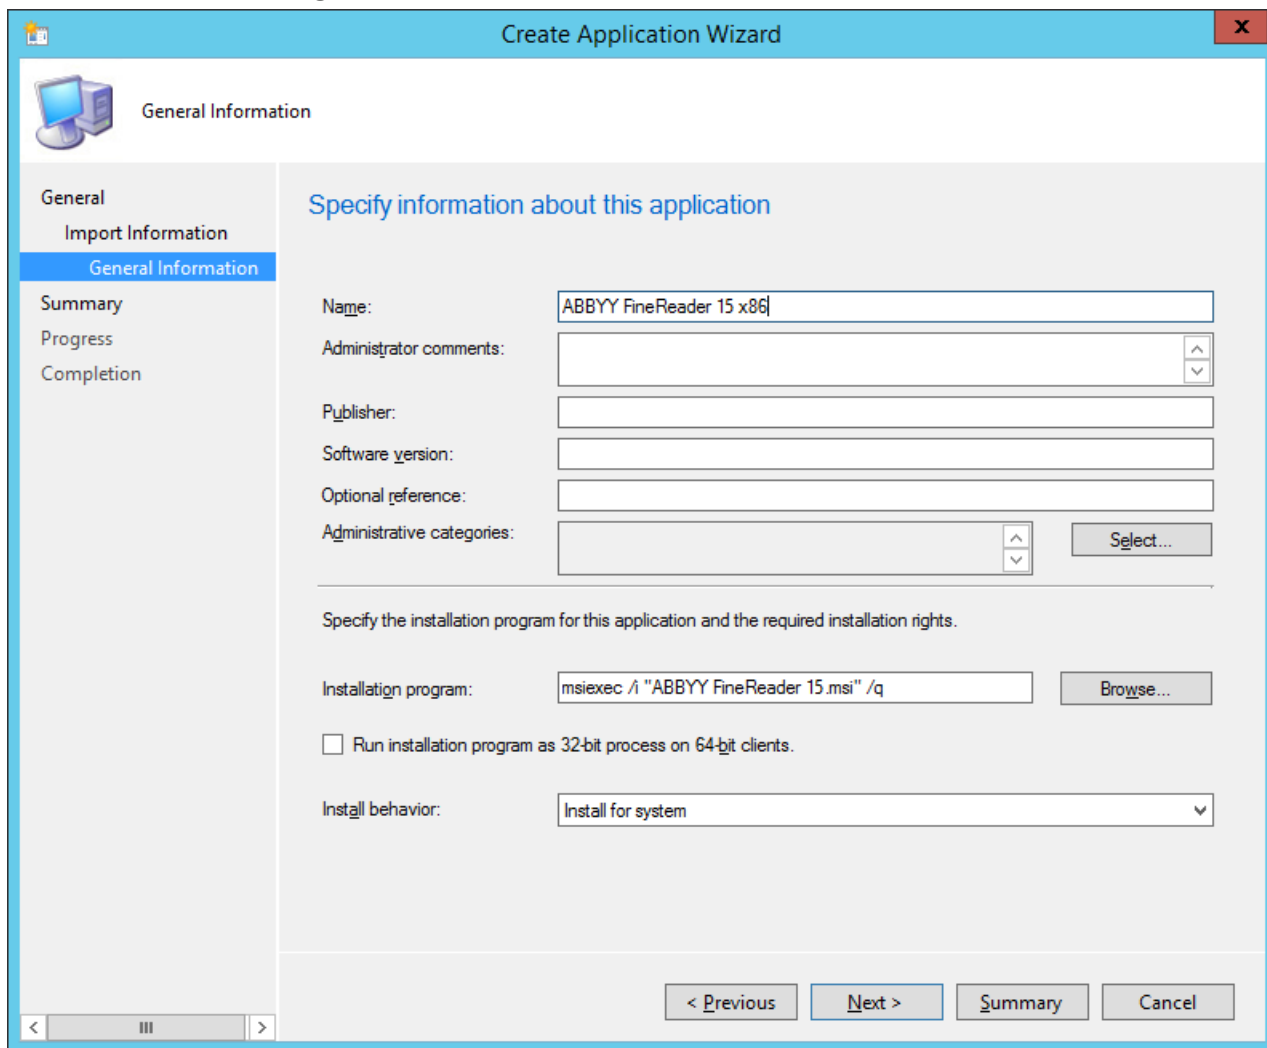 Create Application Wizard
X
General Information
General
Import Information
General Information
Summary
Progress
Completion
Specify information about this application
Name:
ABBYY FineReader 15 x86
Administrator comments:
Publisher:
Software version:
Optional reference:
Administrative categories:
Select...
Specify the installation program for this application and the required installation rights.
Installation program:
msiexec /i "ABBYY FineReader 15.msi" /q
Browse...
Run installation program as 32-bit process on 64-bit clients.
Install behavior:
Install for system
< Previous
Next >
Summary
Cancel